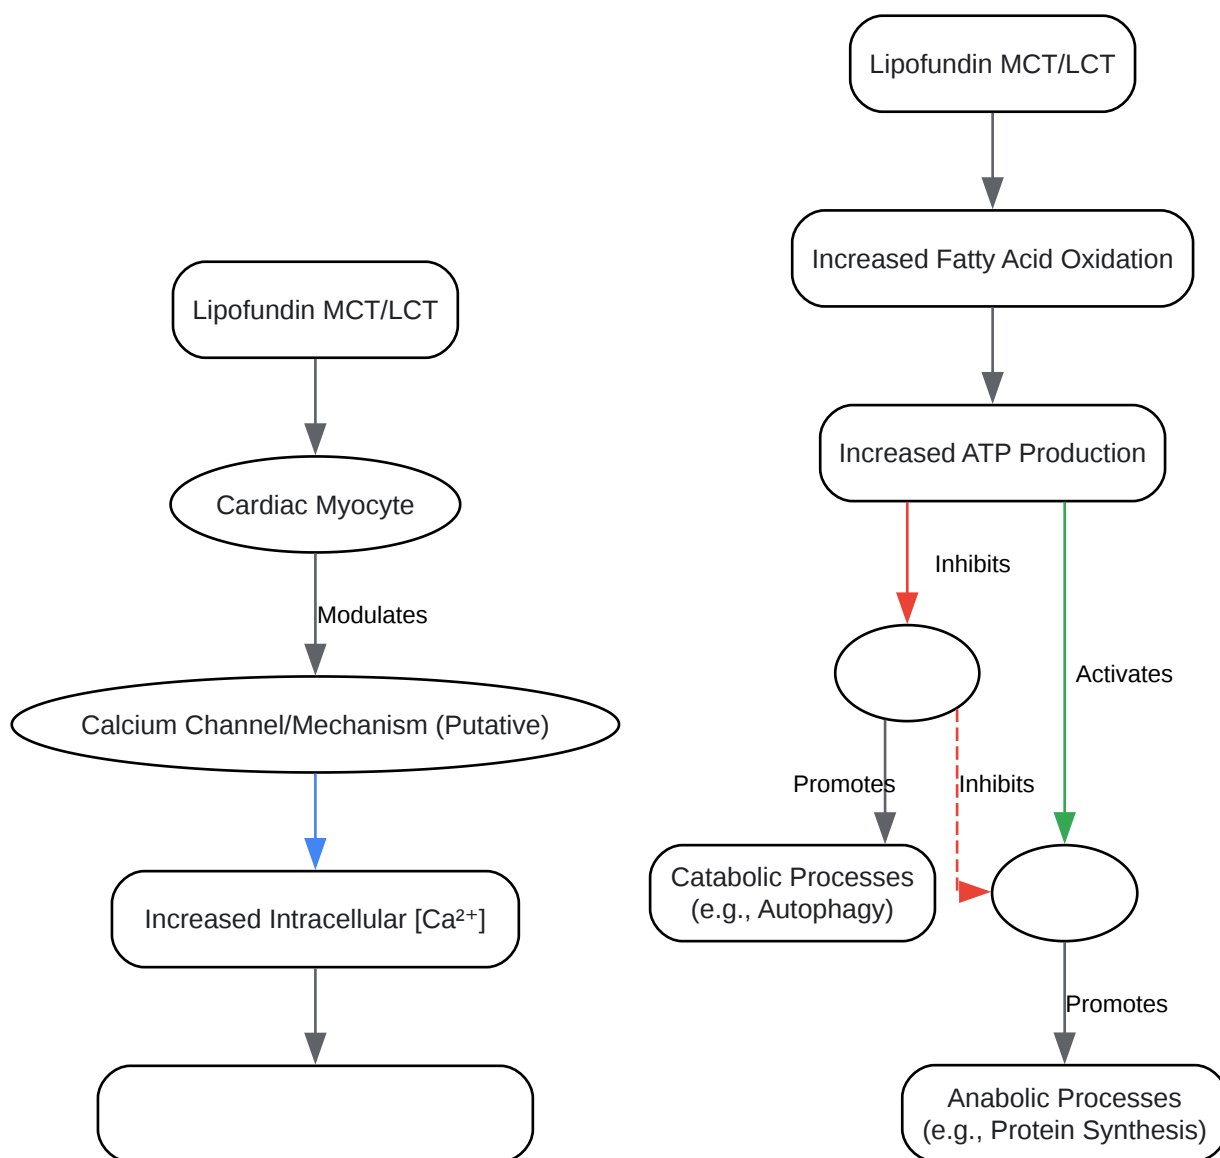 Lipofundin MCT/LCT
Cardiac Myocyte
Modulates
Calcium Channel/Mechanism (Putative)
Increased Intracellular [Ca²⁺]
Lipofundin MCT/LCT
Increased Fatty Acid Oxidation
Increased ATP Production
Inhibits
Activates
Promotes
Inhibits
Catabolic Processes
(e.g., Autophagy)
Promotes
Anabolic Processes
(e.g., Protein Synthesis)